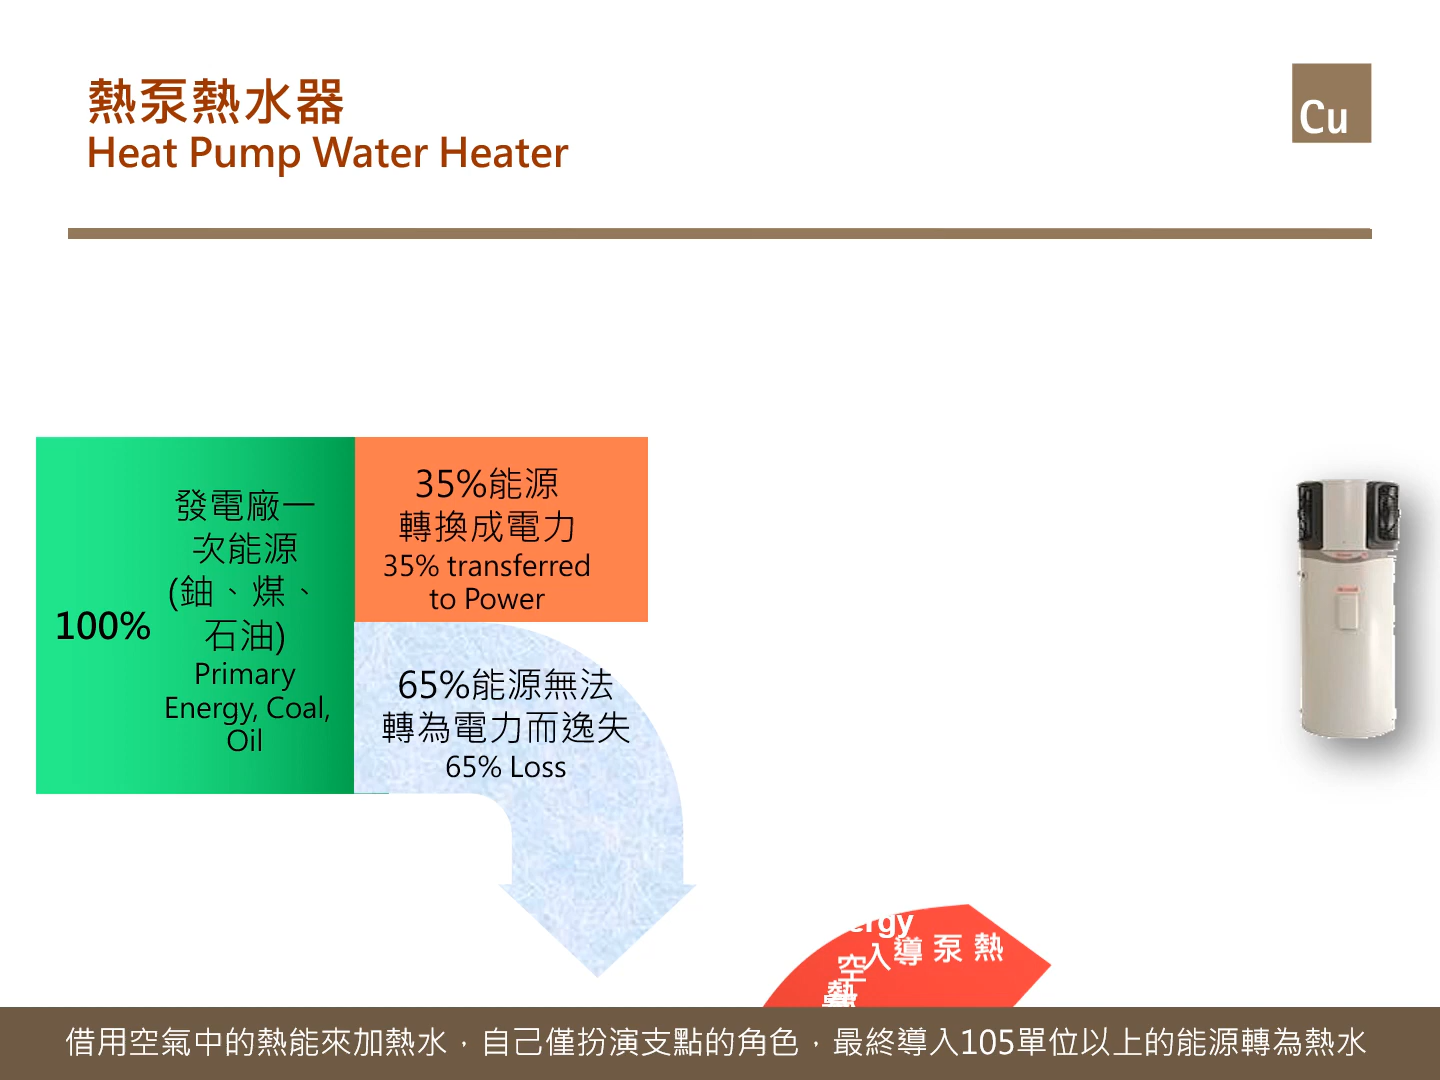 熱泵熱水器
Heat Pump Water Heater
Cu
100%
發電廠一
次能源
(鈾、煤、
石油)
Primary
Energy, Coal,
Oil
35%能源
轉換成電力
35% transferred
to Power
65%能源無法
轉為電力而逸失
65% Loss
ergy
熱泵導入空
借用空氣中的熱能來加熱水，自己僅扮演支點的角色，最終導入105單位以上的能源轉為熱水